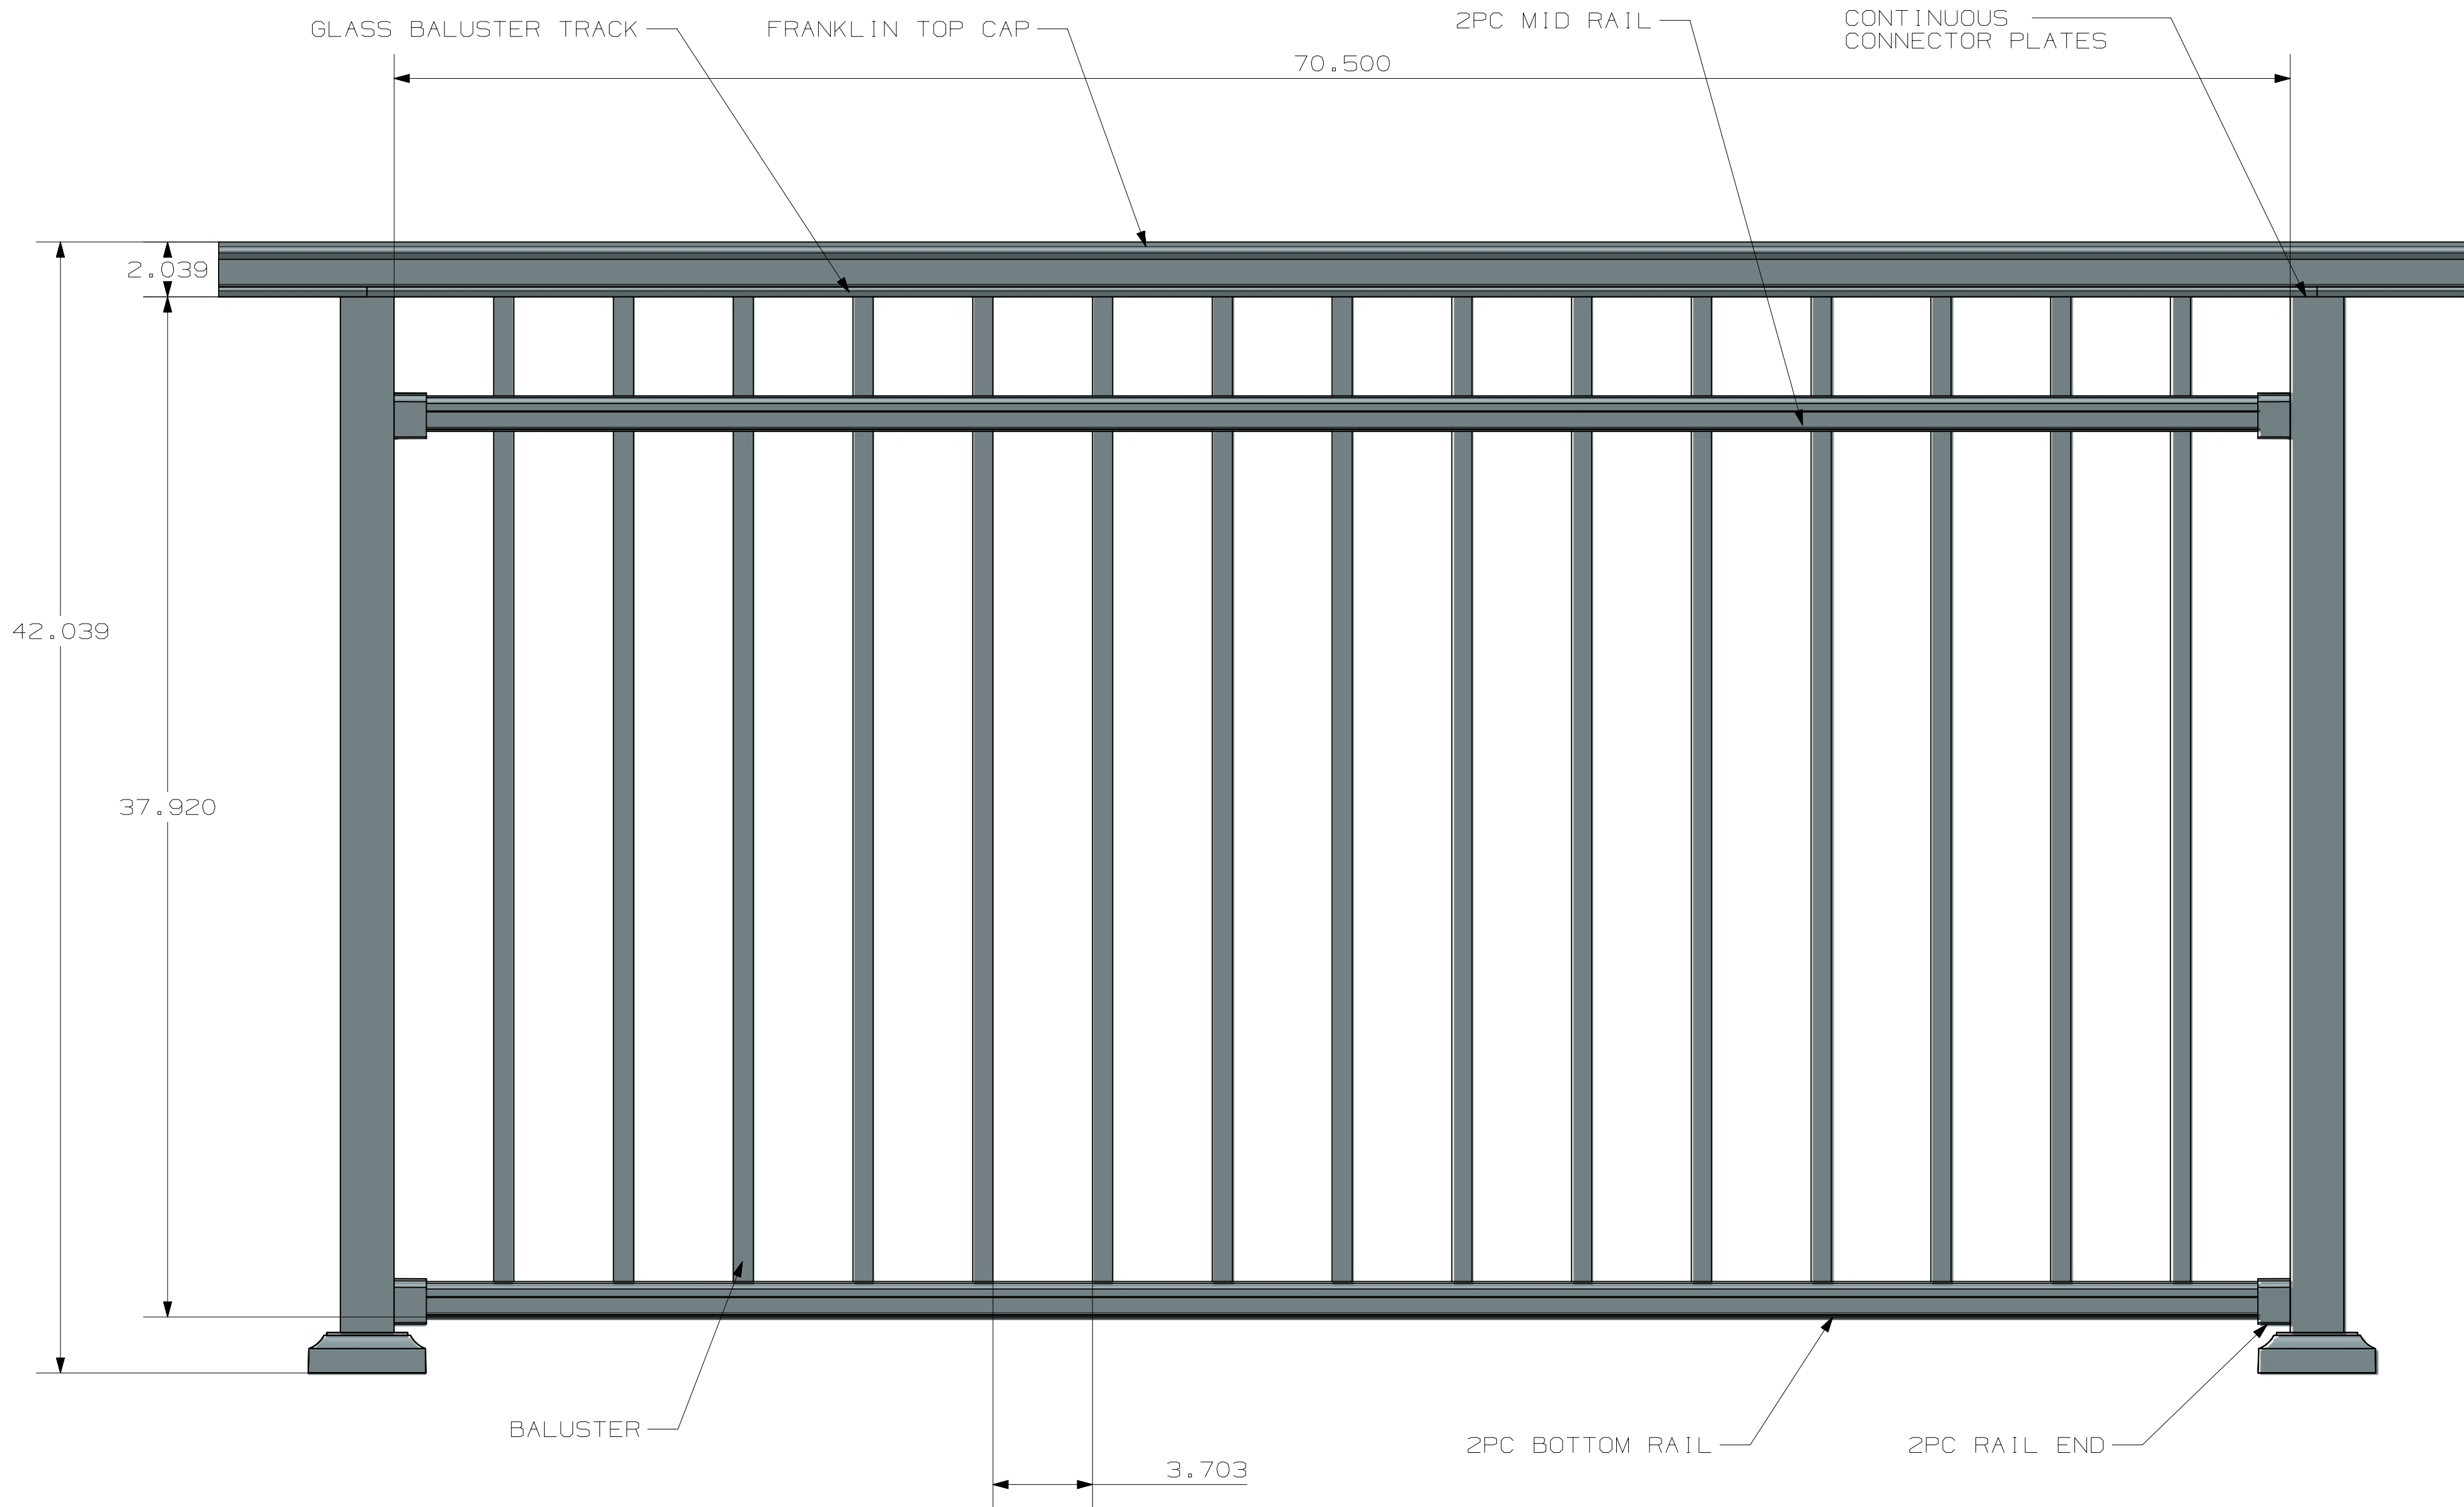 GLASS BALUSTER TRACK
FRANKLIN TOP CAP
2PC MID RAIL
CONTINUOUS
CONNECTOR PLATES
70.500
2.039
42.039
37.920
BALUSTER
2PC BOTTOM RAIL
2PC RAIL END
3.703